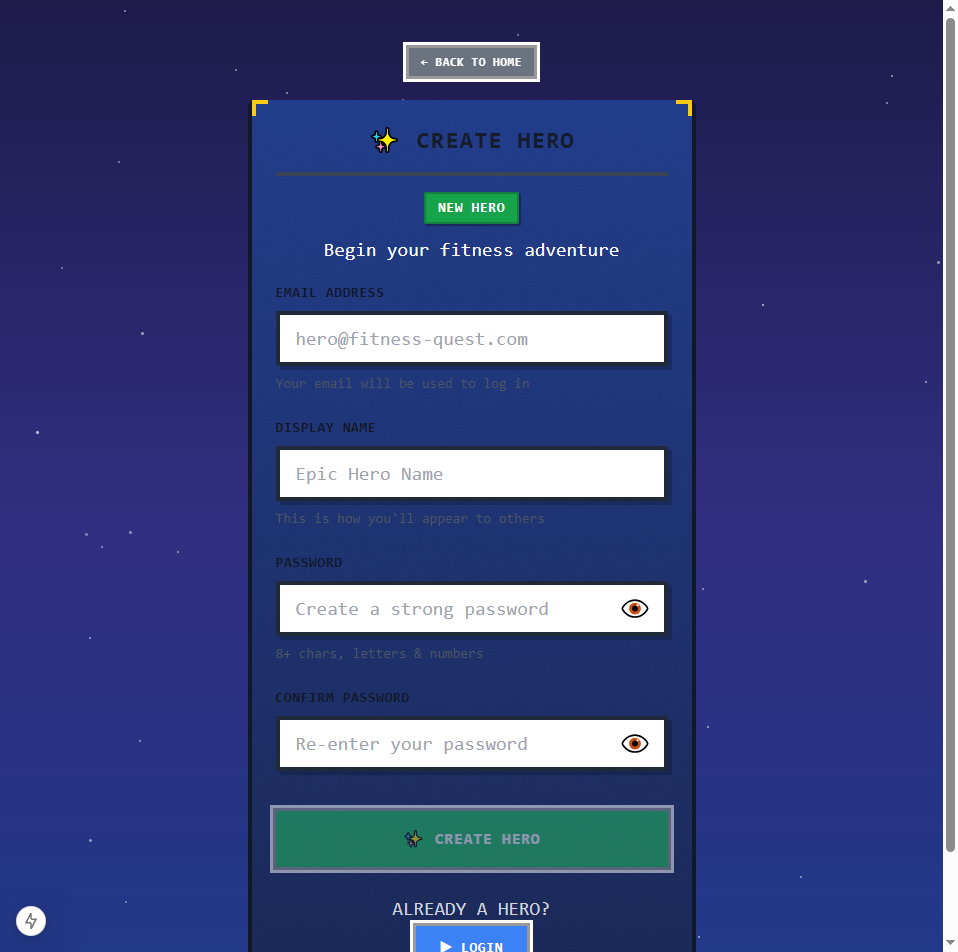 ← BACK TO HOME
✨ CREATE HERO
NEW HERO
Begin your fitness adventure
EMAIL ADDRESS
hero@fitness-quest.com
Your email will be used to log in
DISPLAY NAME
Epic Hero Name
This is how you'll appear to others
PASSWORD
Create a strong password
8+ chars, letters & numbers
CONFIRM PASSWORD
Re-enter your password
✨ CREATE HERO
ALREADY A HERO?
▶ LOGIN